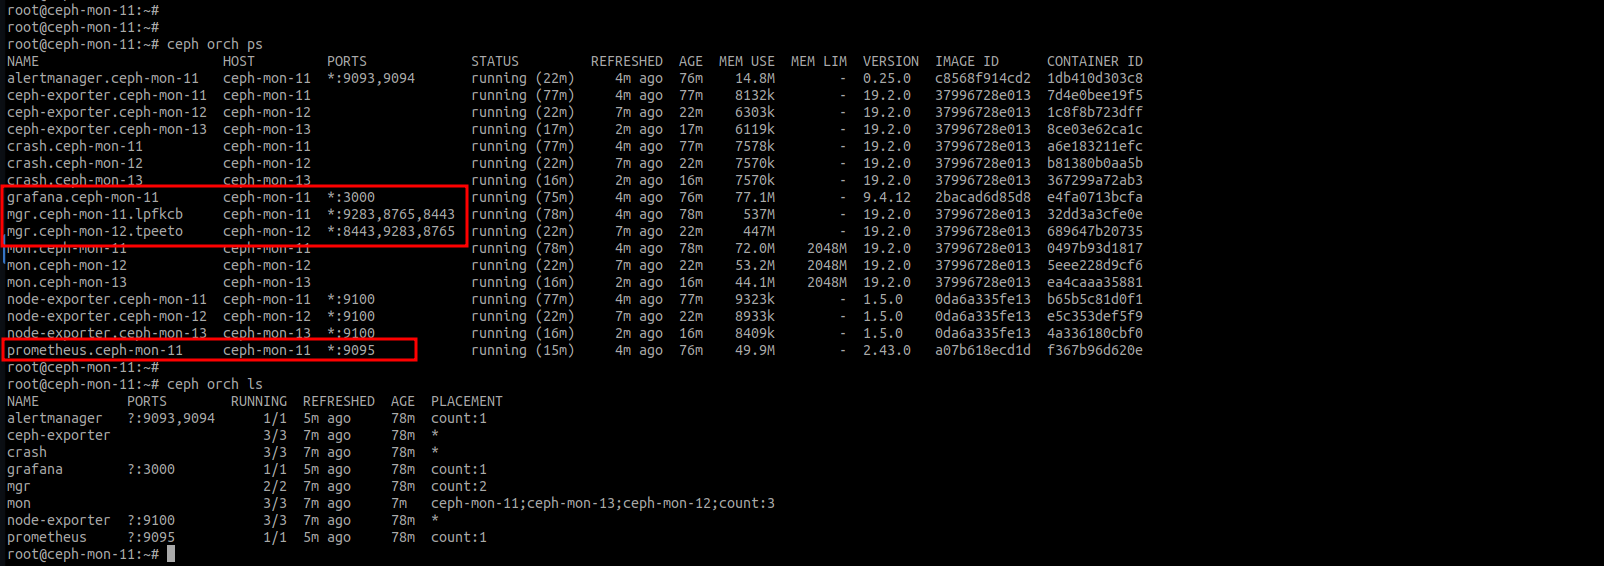 root@ceph-mon-11:~#
root@ceph-mon-11:~#
root@ceph-mon-11:~# ceph orch ps
NAME                       HOST         PORTS             STATUS         REFRESHED  AGE  MEM USE  MEM LIM  VERSION  IMAGE ID      CONTAINER ID
alertmanager.ceph-mon-11   ceph-mon-11  *:9093,9094       running (22m)     4m ago  76m    14.8M        -  0.25.0   c8568f914cd2  1db410d303c8
ceph-exporter.ceph-mon-11  ceph-mon-11                    running (77m)     4m ago  77m    8132k        -  19.2.0   37996728e013  7d4e0bee19f5
ceph-exporter.ceph-mon-12  ceph-mon-12                    running (22m)     7m ago  22m    6303k        -  19.2.0   37996728e013  1c8f8b723dff
ceph-exporter.ceph-mon-13  ceph-mon-13                    running (17m)     2m ago  17m    6119k        -  19.2.0   37996728e013  8ce03e62ca1c
crash.ceph-mon-11          ceph-mon-11                    running (77m)     4m ago  77m    7578k        -  19.2.0   37996728e013  a6e183211efc
crash.ceph-mon-12          ceph-mon-12                    running (22m)     7m ago  22m    7570k        -  19.2.0   37996728e013  b81380b0aa5b
crash.ceph-mon-13          ceph-mon-13                    running (16m)     2m ago  16m    7570k        -  19.2.0   37996728e013  367299a72ab3
grafana.ceph-mon-11        ceph-mon-11  *:3000            running (75m)     4m ago  76m    77.1M        -  9.4.12   2bacad6d85d8  e4fa0713bcfa
mgr.ceph-mon-11.lpfkcb     ceph-mon-11  *:9283,8765,8443  running (78m)     4m ago  78m     537M        -  19.2.0   37996728e013  32dd3a3cfe0e
mgr.ceph-mon-12.tpeeto     ceph-mon-12  *:8443,9283,8765  running (22m)     7m ago  22m     447M        -  19.2.0   37996728e013  689647b20735
mon.ceph-mon-11            ceph-mon-11                    running (78m)     4m ago  78m    72.0M    2048M  19.2.0   37996728e013  0497b93d1817
mon.ceph-mon-12            ceph-mon-12                    running (22m)     7m ago  22m    53.2M    2048M  19.2.0   37996728e013  5eee228d9cf6
mon.ceph-mon-13            ceph-mon-13                    running (16m)     2m ago  16m    44.1M    2048M  19.2.0   37996728e013  ea4caaa35881
node-exporter.ceph-mon-11  ceph-mon-11  *:9100            running (77m)     4m ago  77m    9323k        -  1.5.0    0da6a335fe13  b65b5c81d0f1
node-exporter.ceph-mon-12  ceph-mon-12  *:9100            running (22m)     7m ago  22m    8933k        -  1.5.0    0da6a335fe13  e5c353def5f9
node-exporter.ceph-mon-13  ceph-mon-13  *:9100            running (16m)     2m ago  16m    8409k        -  1.5.0    0da6a335fe13  4a336180cbf0
prometheus.ceph-mon-11     ceph-mon-11  *:9095            running (15m)     4m ago  76m    49.9M        -  2.43.0   a07b618ecd1d  f367b96d620e
root@ceph-mon-11:~#
root@ceph-mon-11:~# ceph orch ls
NAME           PORTS        RUNNING  REFRESHED  AGE  PLACEMENT
alertmanager   ?:9093,9094      1/1  5m ago     78m  count:1
ceph-exporter                   3/3  7m ago     78m  *
crash                           3/3  7m ago     78m  *
grafana        ?:3000           1/1  5m ago     78m  count:1
mgr                             2/2  7m ago     78m  count:2
mon                             3/3  7m ago     7m   ceph-mon-11;ceph-mon-13;ceph-mon-12;count:3
node-exporter  ?:9100           3/3  7m ago     78m  *
prometheus     ?:9095           1/1  5m ago     78m  count:1
root@ceph-mon-11:~#